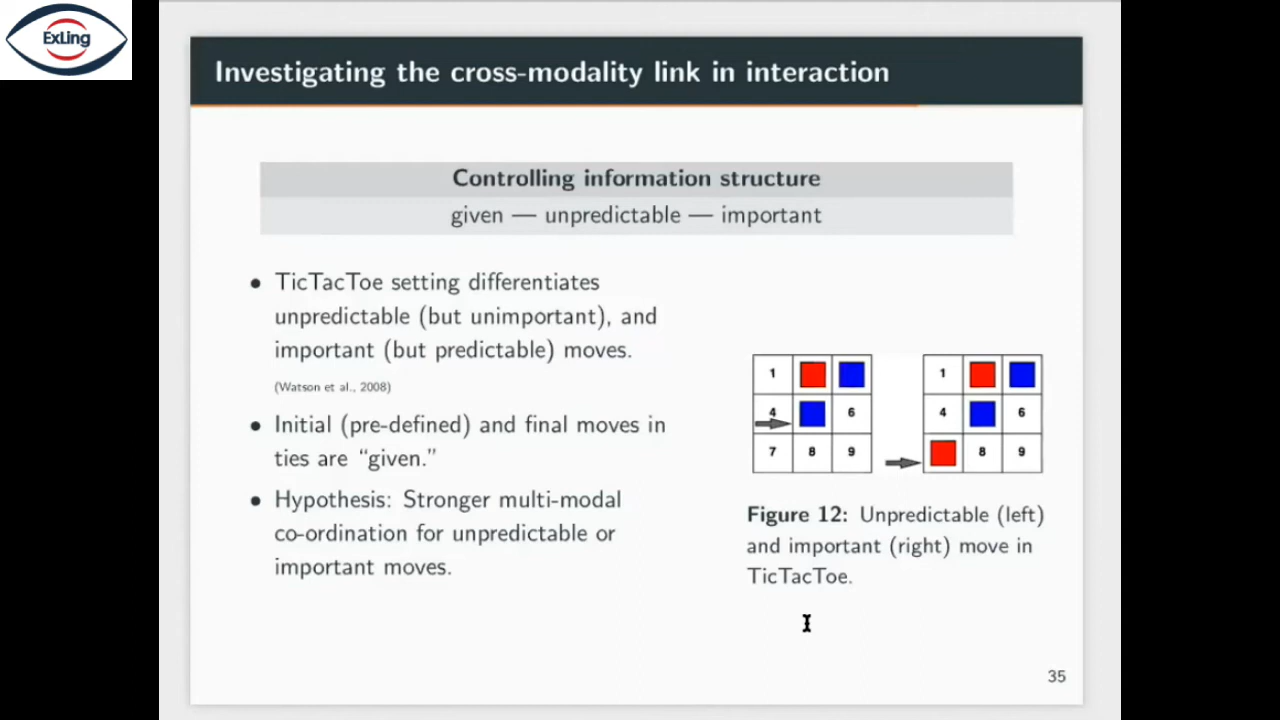 ExLing
Investigating the cross-modality link in interaction
Controlling information structure
given — unpredictable — important
• TicTacToe setting differentiates
unpredictable (but unimportant), and
important (but predictable) moves.
(Watson et al., 2008)
• Initial (pre-defined) and final moves in
ties are “given.”
• Hypothesis: Stronger multi-modal
co-ordination for unpredictable or
important moves.
1
4 6
7 8 9
1
4 6
8 9
Figure 12: Unpredictable (left)
and important (right) move in
TicTacToe.
35